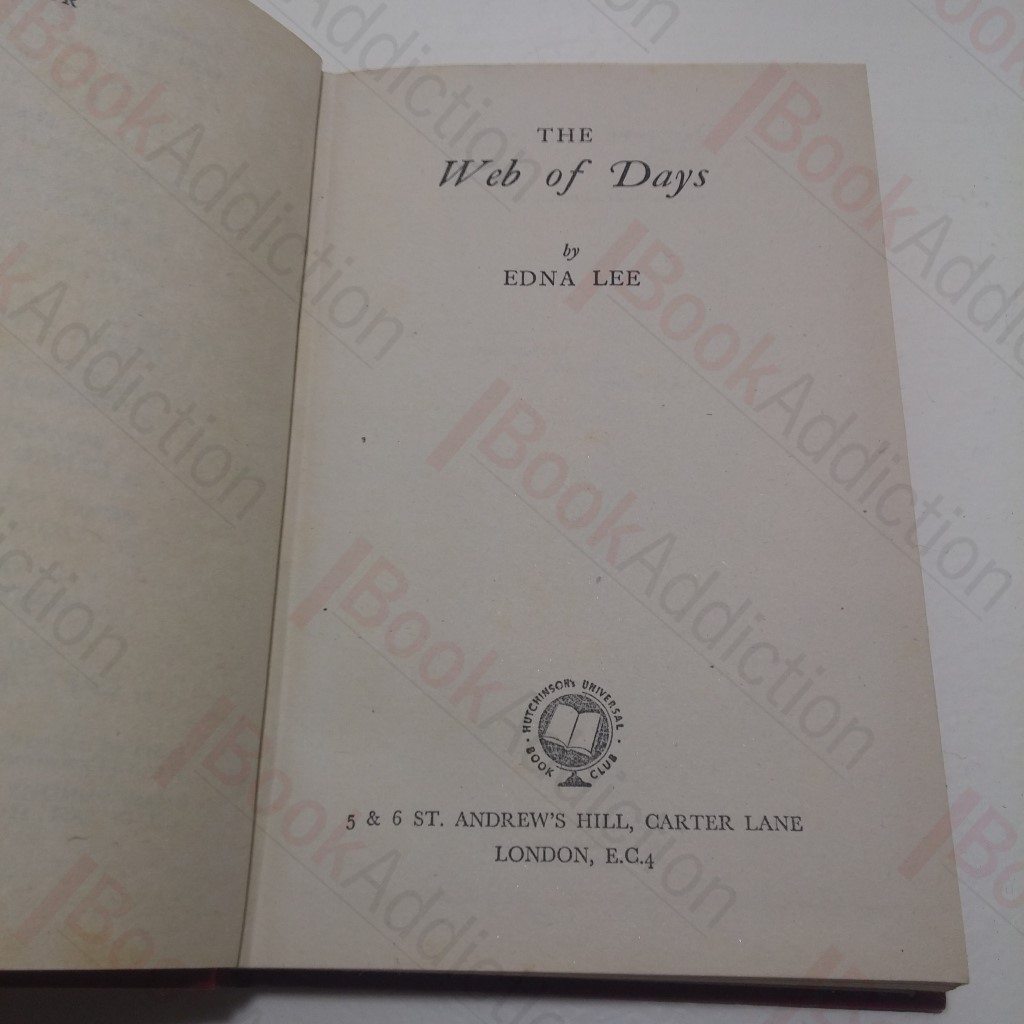 THE
Web of Days
by
EDNA LEE
HUTCHINSON'S UNIVERSAL
BOOK CLUB
5 & 6 ST. ANDREW'S HILL, CARTER LANE
LONDON, E.C.4
BookAddiction